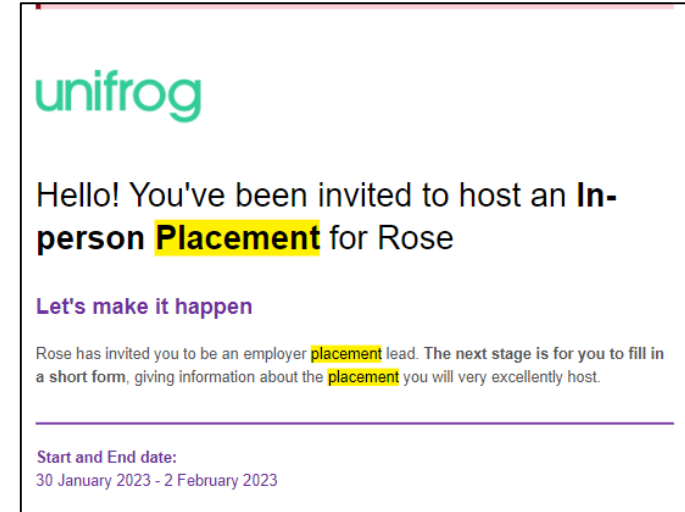 unifrog
Hello! You've been invited to host an In-
person Placement for Rose
Let's make it happen
Rose has invited you to be an employer placement lead. The next stage is for you to fill in
a short form, giving information about the placement you will very excellently host.
Start and End date:
30 January 2023 - 2 February 2023